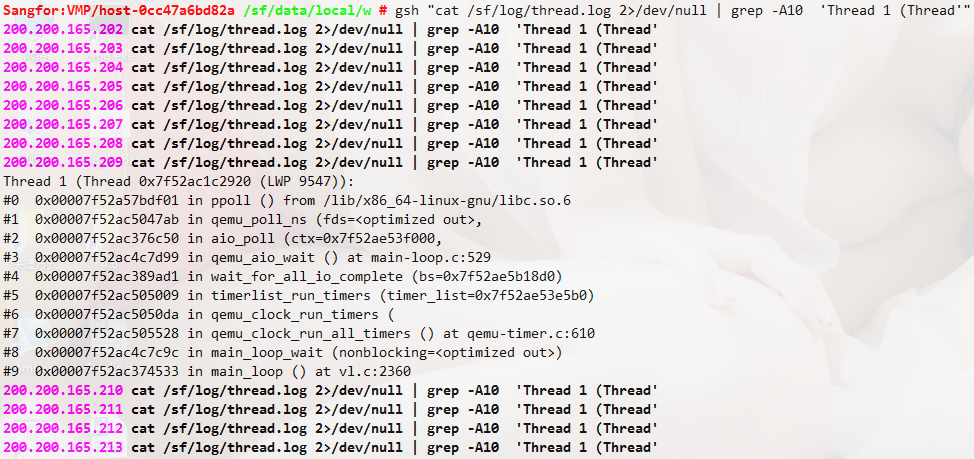 Sangfor:VMP/host-0cc47a6bd82a /sf/data/local/w # gsh "cat /sf/log/thread.log 2>/dev/null | grep -A10  'Thread 1 (Thread'"
200.200.165.202 cat /sf/log/thread.log 2>/dev/null | grep -A10  'Thread 1 (Thread'
200.200.165.203 cat /sf/log/thread.log 2>/dev/null | grep -A10  'Thread 1 (Thread'
200.200.165.204 cat /sf/log/thread.log 2>/dev/null | grep -A10  'Thread 1 (Thread'
200.200.165.205 cat /sf/log/thread.log 2>/dev/null | grep -A10  'Thread 1 (Thread'
200.200.165.206 cat /sf/log/thread.log 2>/dev/null | grep -A10  'Thread 1 (Thread'
200.200.165.207 cat /sf/log/thread.log 2>/dev/null | grep -A10  'Thread 1 (Thread'
200.200.165.208 cat /sf/log/thread.log 2>/dev/null | grep -A10  'Thread 1 (Thread'
200.200.165.209 cat /sf/log/thread.log 2>/dev/null | grep -A10  'Thread 1 (Thread'
Thread 1 (Thread 0x7f52ac1c2920 (LWP 9547)):
#0  0x00007f52a57bdf01 in ppoll () from /lib/x86_64-linux-gnu/libc.so.6
#1  0x00007f52ac5047ab in qemu_poll_ns (fds=<optimized out>,
#2  0x00007f52ac376c50 in aio_poll (ctx=0x7f52ae53f000,
#3  0x00007f52ac4c7d99 in qemu_aio_wait () at main-loop.c:529
#4  0x00007f52ac389ad1 in wait_for_all_io_complete (bs=0x7f52ae5b18d0)
#5  0x00007f52ac505009 in timerlist_run_timers (timer_list=0x7f52ae53e5b0)
#6  0x00007f52ac5050da in qemu_clock_run_timers (
#7  0x00007f52ac505528 in qemu_clock_run_all_timers () at qemu-timer.c:610
#8  0x00007f52ac4c7c9c in main_loop_wait (nonblocking=<optimized out>)
#9  0x00007f52ac374533 in main_loop () at vl.c:2360
200.200.165.210 cat /sf/log/thread.log 2>/dev/null | grep -A10  'Thread 1 (Thread'
200.200.165.211 cat /sf/log/thread.log 2>/dev/null | grep -A10  'Thread 1 (Thread'
200.200.165.212 cat /sf/log/thread.log 2>/dev/null | grep -A10  'Thread 1 (Thread'
200.200.165.213 cat /sf/log/thread.log 2>/dev/null | grep -A10  'Thread 1 (Thread'